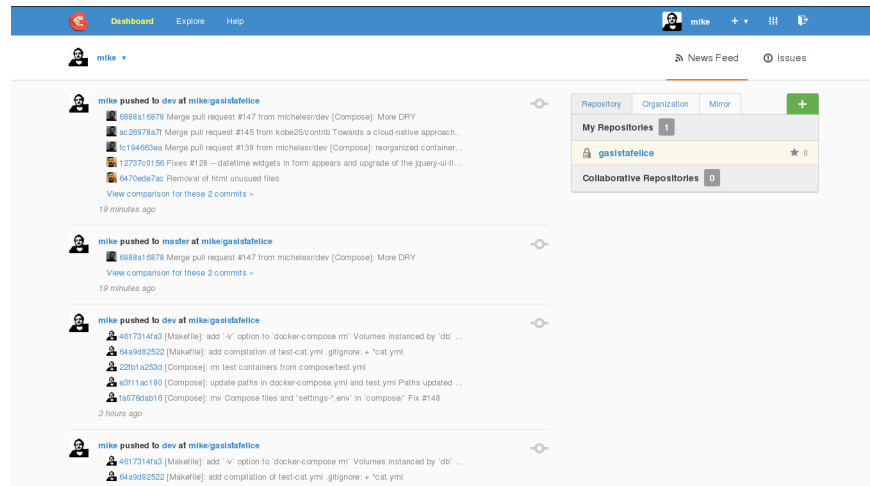 Dashboard Explore Help mike +
mike News Feed Issues
mike pushed to dev at mike/gasistafelice
6888a16878 Merge pull request #147 from michelesr/dev [Compose]: More DRY
ac26978a7f Merge pull request #145 from kobe25/contrib Towards a cloud-native approach..
fc194663ea Merge pull request #139 from michelesr/dev [Compose]: reorganized container...
12737c0156 Fixes #128 -- datetime widgets in form appears and upgrade of the jquery-ui-ti...
6470ede7ac Removal of html unusued files
View comparison for these 2 commits »
19 minutes ago
mike pushed to master at mike/gasistafelice
6888a16878 Merge pull request #147 from michelesr/dev [Compose]: More DRY
View comparison for these 2 commits »
19 minutes ago
mike pushed to dev at mike/gasistafelice
4617314fa3 [Makefile]: add `-v` option to `docker-compose rm` Volumes instanced by `db` ...
64a9d82522 [Makefile]: add compilation of test-cat.yml .gitignore: + *cat.yml
22fb1a253d [Compose]: rm test containers from compose/test.yml
e3f11ac180 [Compose]: update paths in docker-compose.yml and test.yml Paths updated ...
fa076dab16 [Compose]: mv Compose files and `settings-*.env` in `compose/` Fix #148
3 hours ago
mike pushed to dev at mike/gasistafelice
4617314fa3 [Makefile]: add `-v` option to `docker-compose rm` Volumes instanced by `db` ...
64a9d82522 [Makefile]: add compilation of test-cat.yml .gitignore: + *cat.yml
Repository Organization Mirror +
My Repositories 1
gasistafelice 0
Collaborative Repositories 0